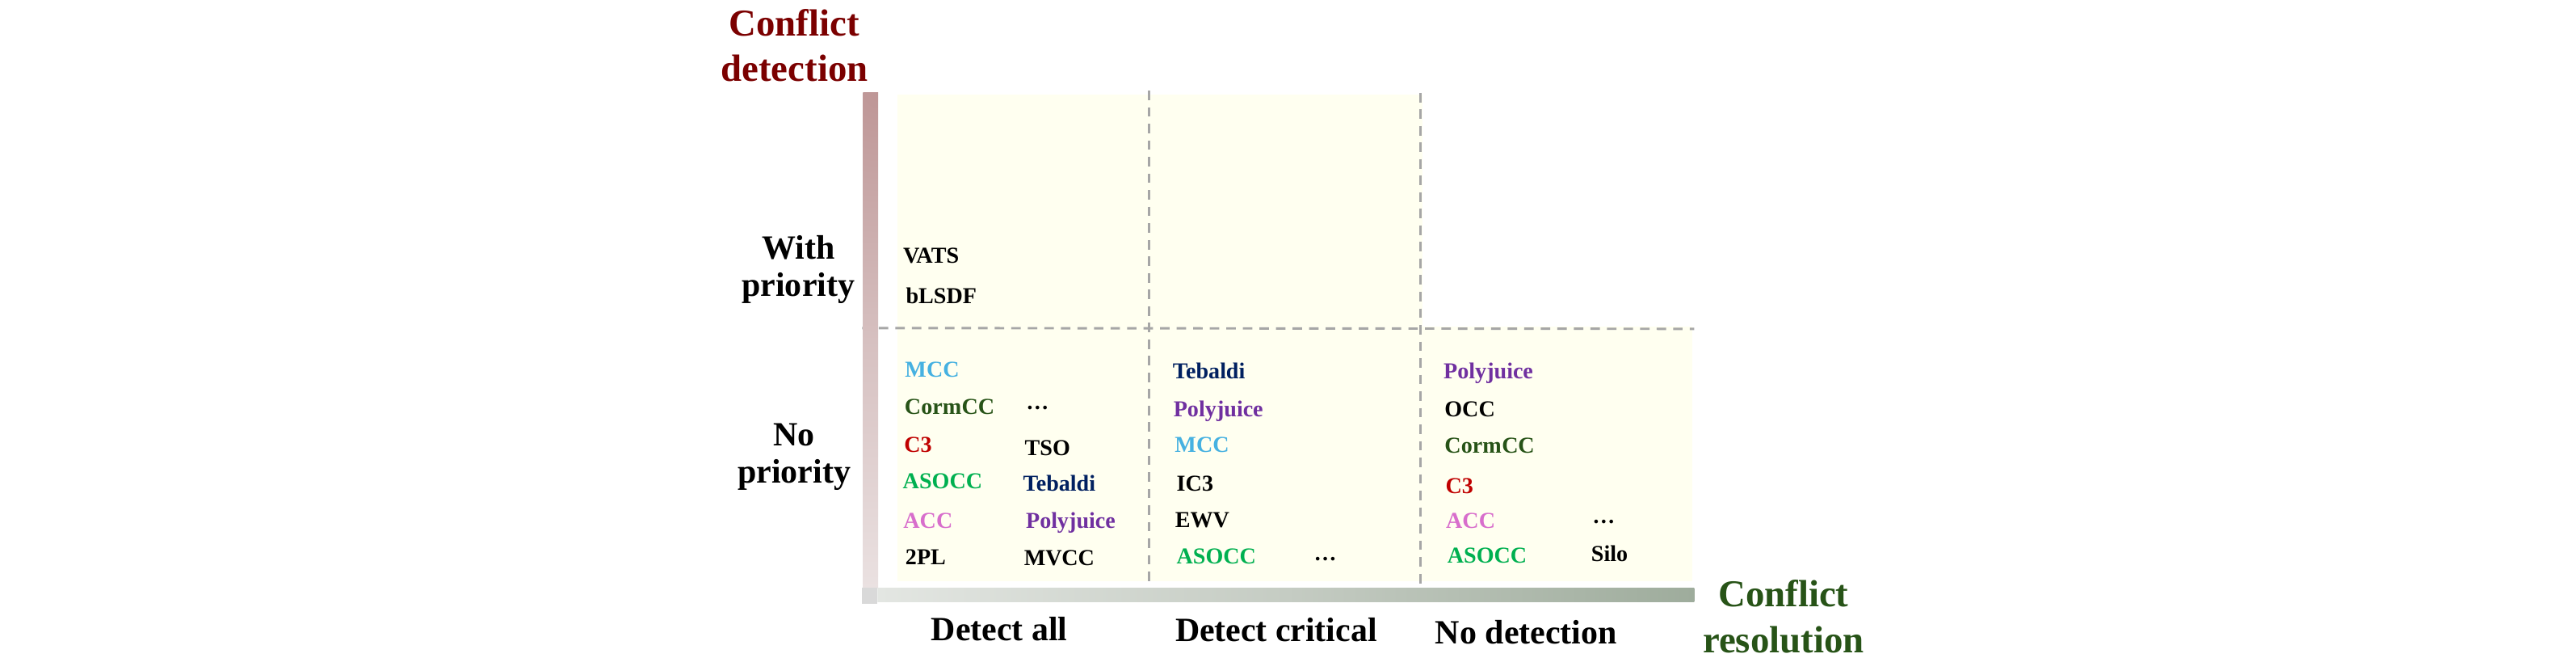 Conflict
detection
With
priority
VATS
bLSDF
No
priority
MCC
CormCC ...
C3 TSO
ASOCC Tebaldi
ACC Polyjuice
2PL MVCC
Tebaldi
Polyjuice
MCC
IC3
EWV
ASOCC ...
Polyjuice
OCC
CormCC
C3
ACC ...
ASOCC Silo
Detect all
Detect critical
No detection
Conflict
resolution